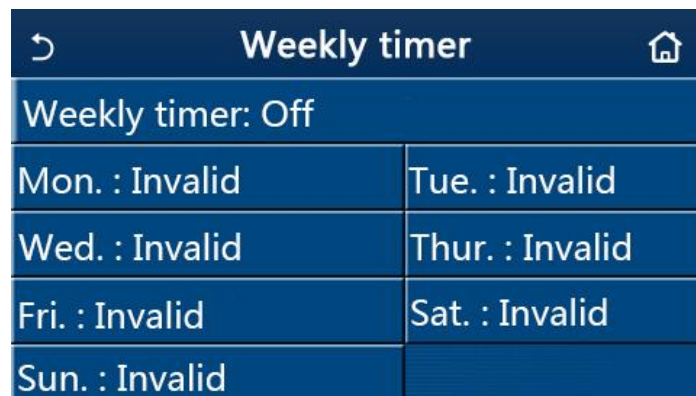 Weekly timer
Weekly timer: Off
Mon. : Invalid
Tue. : Invalid
Wed. : Invalid
Thur. : Invalid
Fri. : Invalid
Sat. : Invalid
Sun. : Invalid